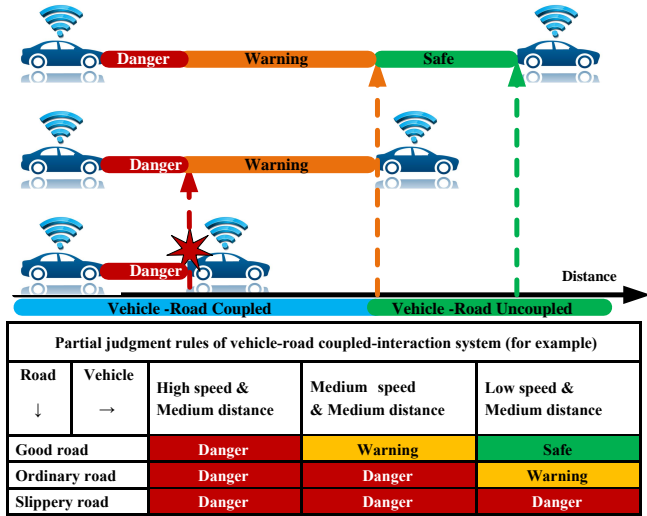 Danger Warning Safe
Danger Warning
Danger
Distance
Vehicle -Road Coupled Vehicle -Road Uncoupled
Partial judgment rules of vehicle-road coupled-interaction system (for example)
Road Vehicle High speed & Medium speed Low speed &
↓ → Medium distance & Medium distance Medium distance
Good road Danger Warning Safe
Ordinary road Danger Danger Warning
Slippery road Danger Danger Danger